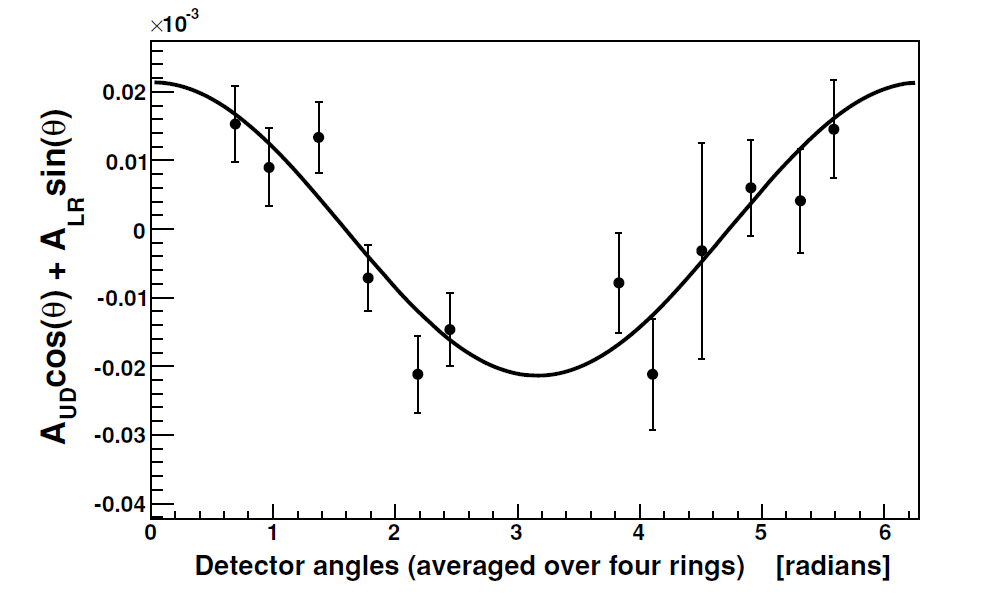 ×10⁻³
A_UD cos(θ) + A_LR sin(θ)
0.02
0.01
0
-0.01
-0.02
-0.03
-0.04
0 1 2 3 4 5 6
Detector angles (averaged over four rings) [radians]